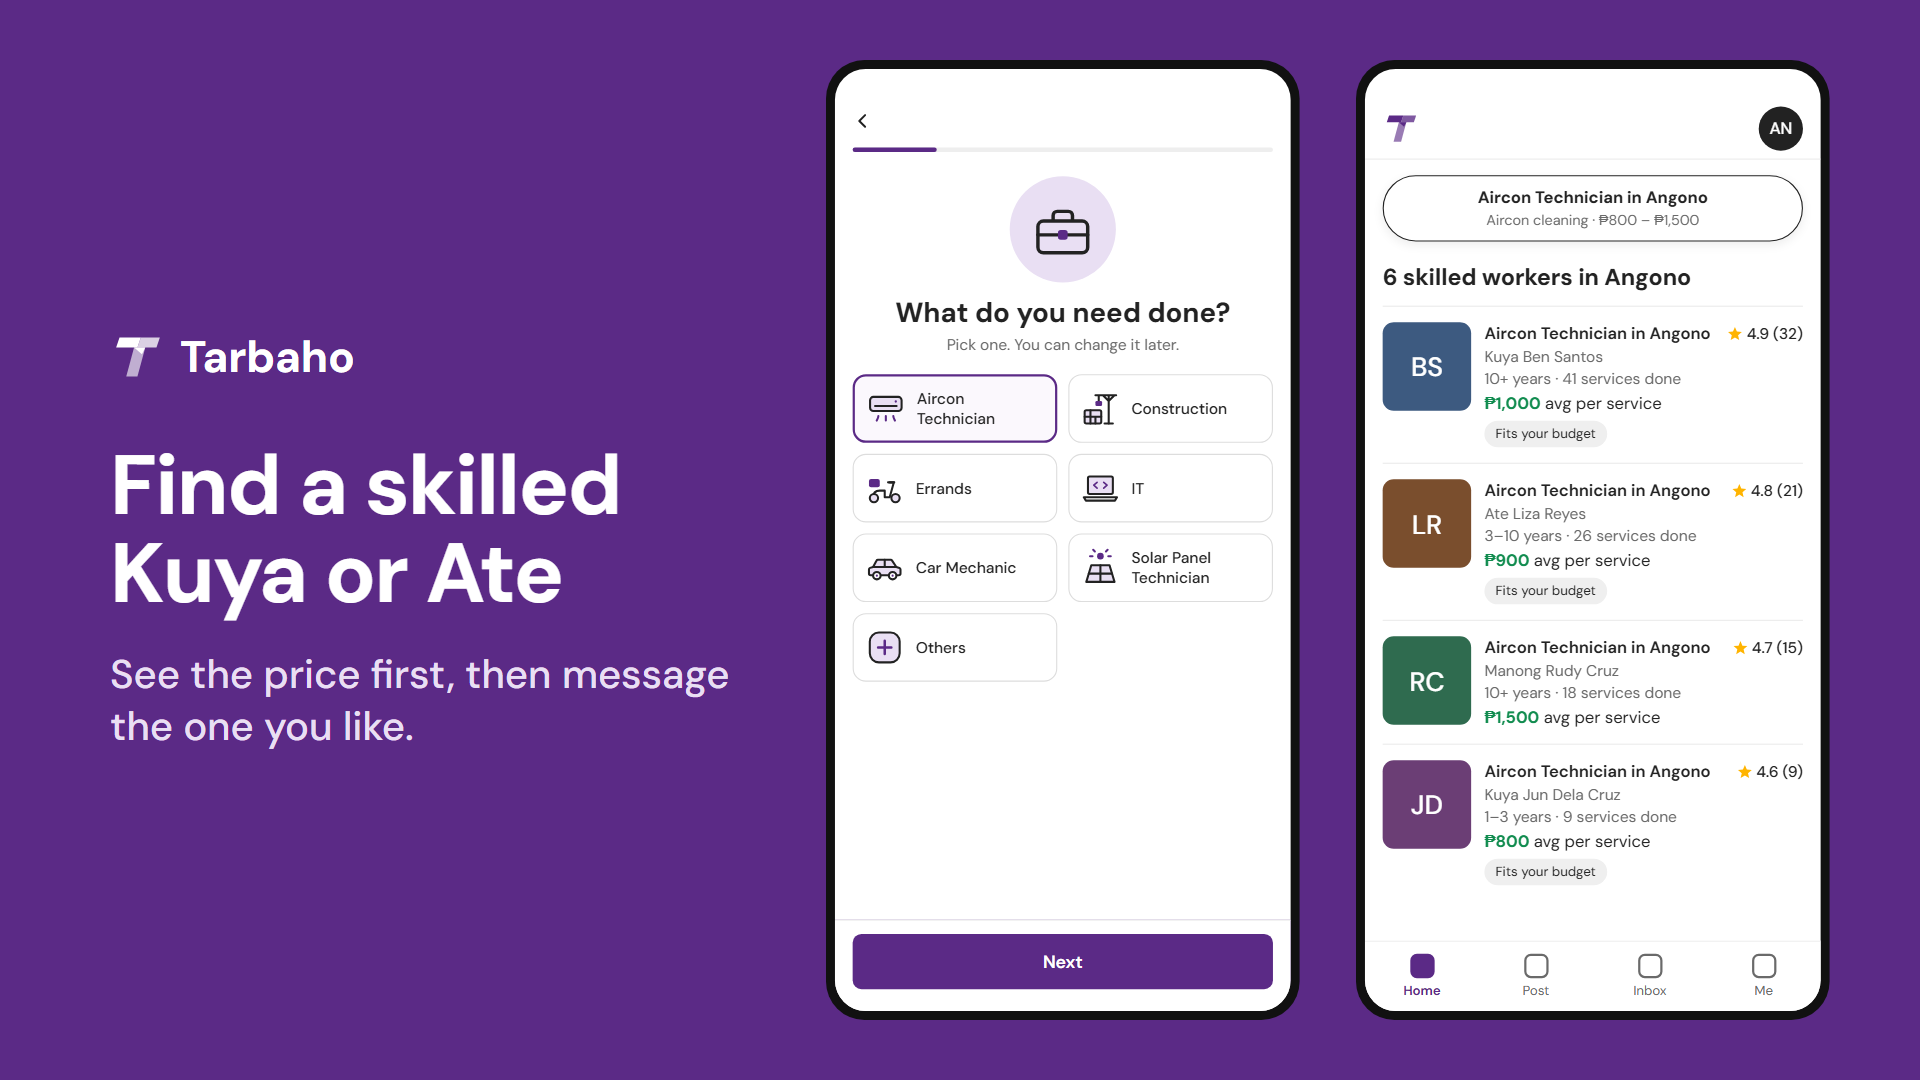 Tarbaho
Find a skilled
Kuya or Ate
See the price first, then message
the one you like.
What do you need done?
Pick one. You can change it later.
Aircon
Technician
Construction
Errands
IT
Car Mechanic
Solar Panel
Technician
Others
Next
AN
Aircon Technician in Angono
Aircon cleaning · ₱800 – ₱1,500
6 skilled workers in Angono
BS
Aircon Technician in Angono
4.9 (32)
Kuya Ben Santos
10+ years · 41 services done
₱1,000 avg per service
Fits your budget
LR
Aircon Technician in Angono
4.8 (21)
Ate Liza Reyes
3–10 years · 26 services done
₱900 avg per service
Fits your budget
RC
Aircon Technician in Angono
4.7 (15)
Manong Rudy Cruz
10+ years · 18 services done
₱1,500 avg per service
JD
Aircon Technician in Angono
4.6 (9)
Kuya Jun Dela Cruz
1–3 years · 9 services done
₱800 avg per service
Fits your budget
Home
Post
Inbox
Me